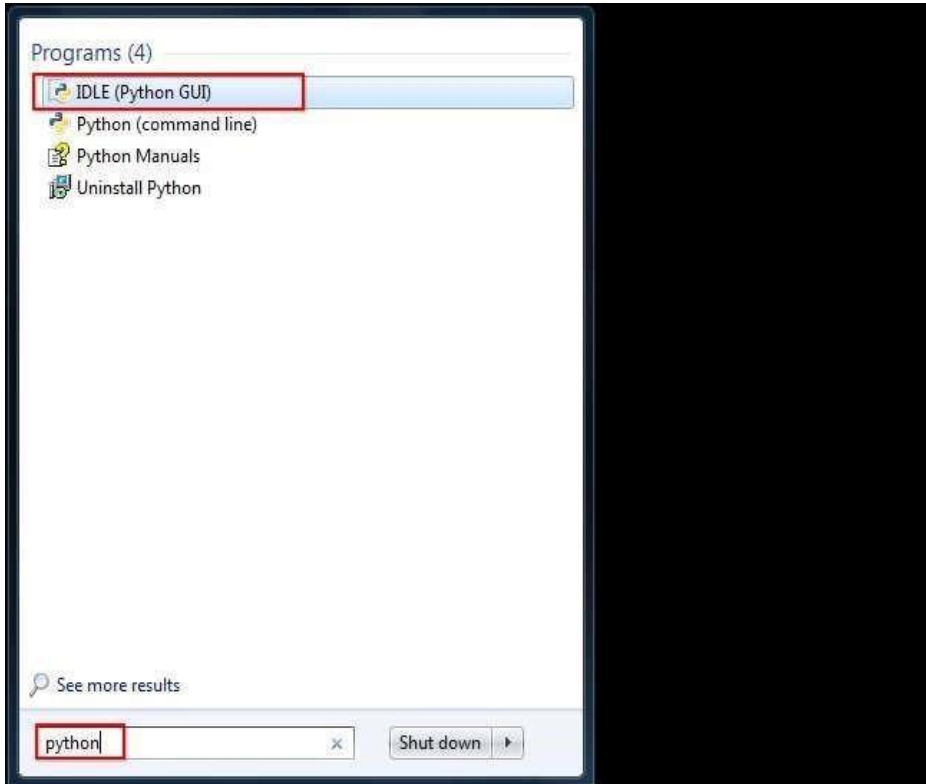 Programs (4)
IDLE (Python GUI)
Python (command line)
Python Manuals
Uninstall Python
See more results
python
Shut down